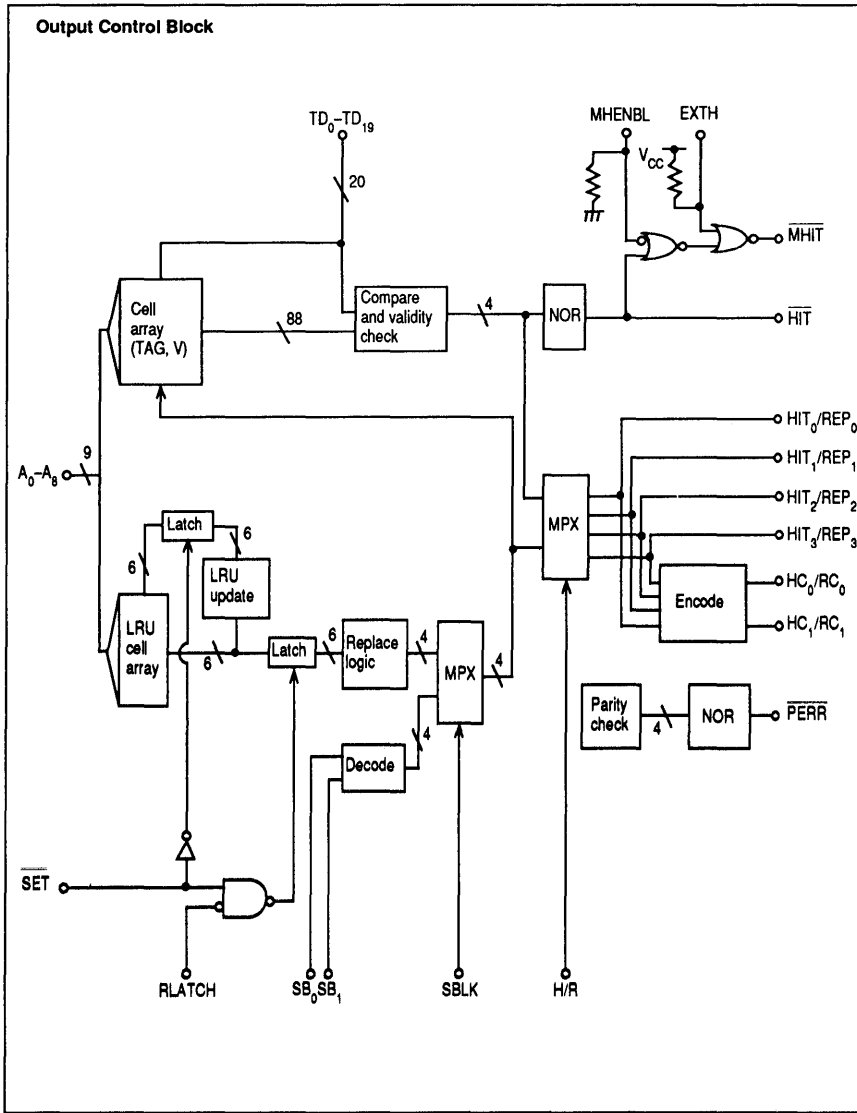 Output Control Block
TD0–TD19
MHENBL
EXTH
VCC
20
MHIT
Cell
array
(TAG, V)
88
Compare
and validity
check
4
NOR
HIT
HIT0/REP0
9
A0–A8
HIT1/REP1
Latch
MPX
HIT2/REP2
6
6
HIT3/REP3
LRU
update
Encode
HC0/RC0
LRU
cell
array
6
Latch
6
Replace
logic
4
MPX
4
HC1/RC1
Parity
check
4
NOR
PERR
Decode
4
SET
RLATCH
SB0
SB1
SBLK
H/R